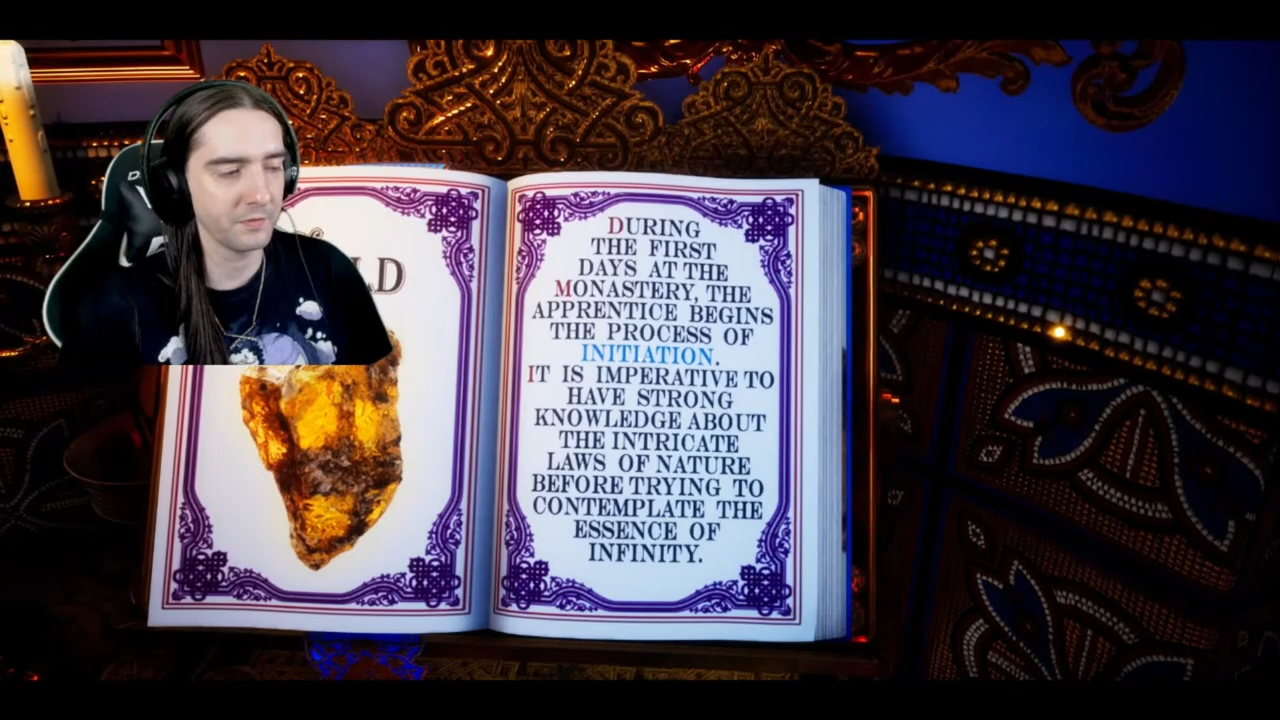 DURING
THE FIRST
DAYS AT THE
MONASTERY, THE
APPRENTICE BEGINS
THE PROCESS OF
INITIATION.
IT IS IMPERATIVE TO
HAVE STRONG
KNOWLEDGE ABOUT
THE INTRICATE
LAWS OF NATURE
BEFORE TRYING TO
CONTEMPLATE THE
ESSENCE OF
INFINITY.